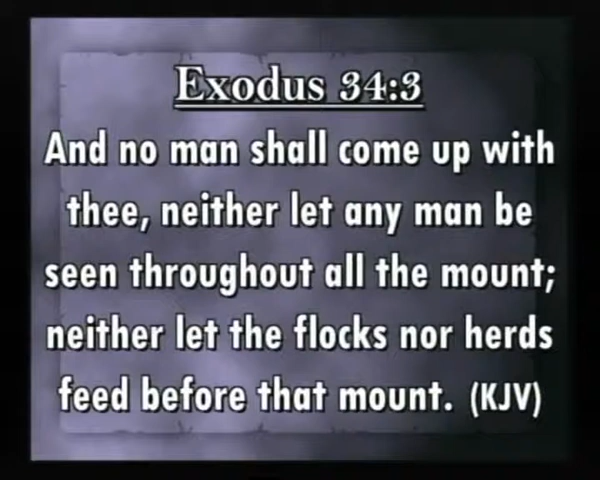 Exodus 34:3
And no man shall come up with
thee, neither let any man be
seen throughout all the mount;
neither let the flocks nor herds
feed before that mount. (KJV)